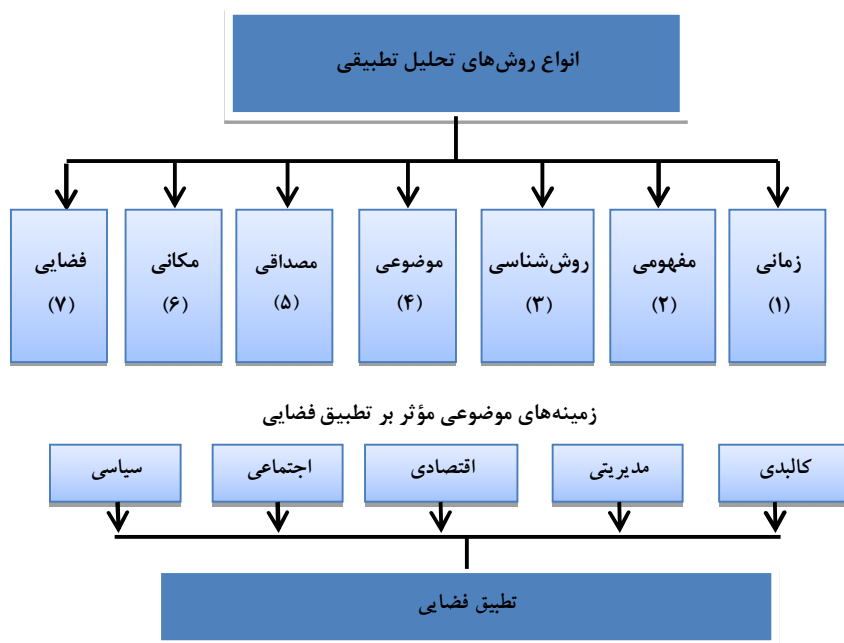 انواع روش‌های تحلیل تطبیقی
زمانی
(۱)
مفهومی
(۲)
روش‌شناسی
(۳)
موضوعی
(۴)
مصداقی
(۵)
مکانی
(۶)
فضایی
(۷)
زمینه‌های موضوعی مؤثر بر تطبیق فضایی
کالبدی
مدیریتی
اقتصادی
اجتماعی
سیاسی
تطبیق فضایی